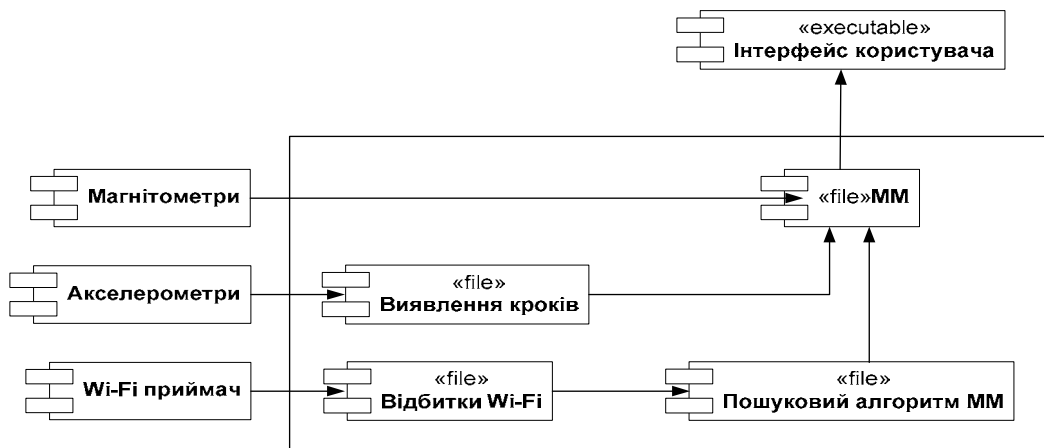 «executable»
Інтерфейс користувача
Магнітометри
«file»ММ
Акселерометри
«file»
Виявлення кроків
Wi-Fi приймач
«file»
Відбитки Wi-Fi
«file»
Пошуковий алгоритм ММ